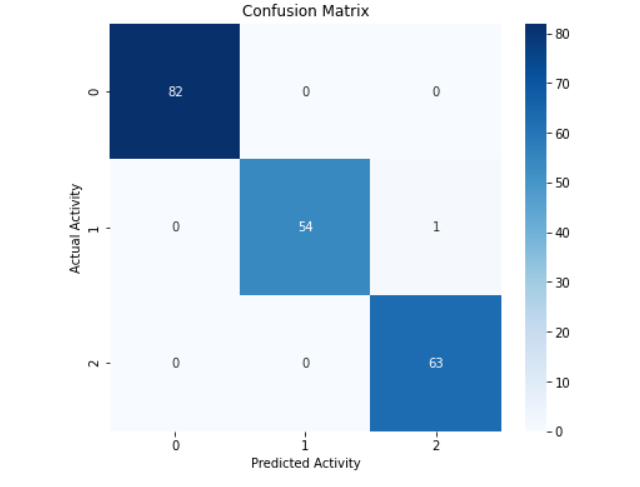 Confusion Matrix
80
82 0 0
0
70
60
50
Actual Activity
0 54 1
1
40
30
20
0 0 63
2
10
0
0 1 2
Predicted Activity